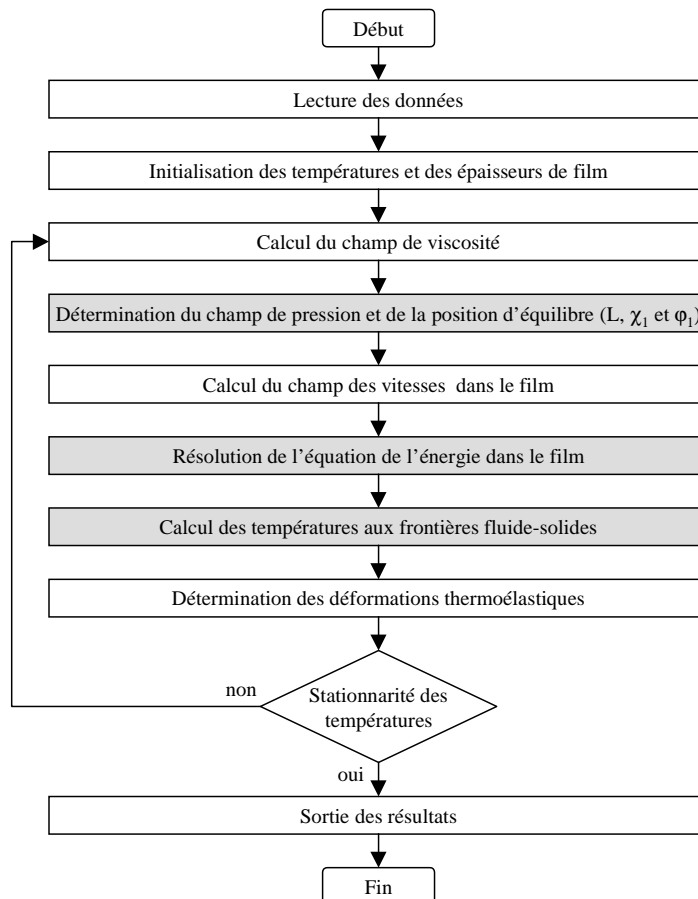 Début
Lecture des données
Initialisation des températures et des épaisseurs de film
Calcul du champ de viscosité
Détermination du champ de pression et de la position d’équilibre (L, χ₁ et φ₁)
Calcul du champ des vitesses dans le film
Résolution de l’équation de l’énergie dans le film
Calcul des températures aux frontières fluide-solides
Détermination des déformations thermoélastiques
non
Stationnarité des
températures
oui
Sortie des résultats
Fin